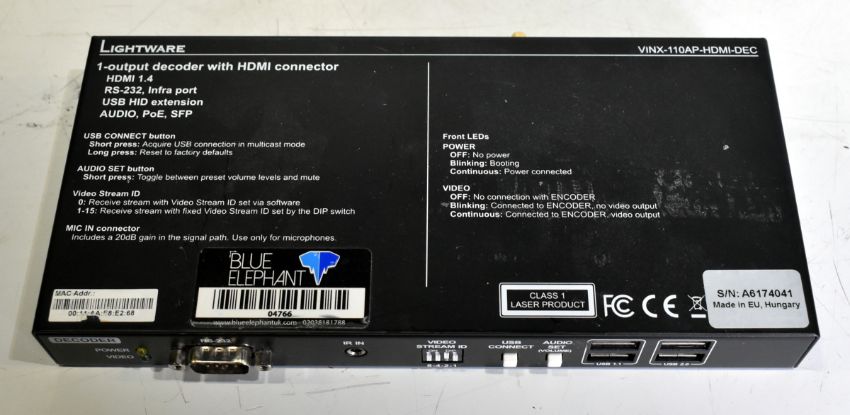 LIGHTWARE
VINX-110AP-HDMI-DEC
1-output decoder with HDMI connector
HDMI 1.4
RS-232, Infra port
USB HID extension
AUDIO, PoE, SFP
USB CONNECT button
Short press: Acquire USB connection in multicast mode
Long press: Reset to factory defaults
AUDIO SET button
Short press: Toggle between preset volume levels and mute
Video Stream ID
0: Receive stream with Video Stream ID set via software
1-15: Receive stream with fixed Video Stream ID set by the DIP switch
MIC IN connector
Includes a 20dB gain in the signal path. Use only for microphones.
Front LEDs
POWER
OFF: No power
Blinking: Booting
Continuous: Power connected
VIDEO
OFF: No connection with ENCODER
Blinking: Connected to ENCODER, no video output
Continuous: Connected to ENCODER, video output
MAC Addr.:
E2:68
BLUE
ELEPHANT
04766
www.blueelephantuk.com - 02038181788
CLASS 1
LASER PRODUCT
FC CE
S/N: A6174041
Made in EU, Hungary
DECODER
POWER
VIDEO
RS-232
IR IN
VIDEO
STREAM ID
8-4-2-1
USB
CONNECT
AUDIO
SET
(VOLUME)
USB 1.1
USB 2.0